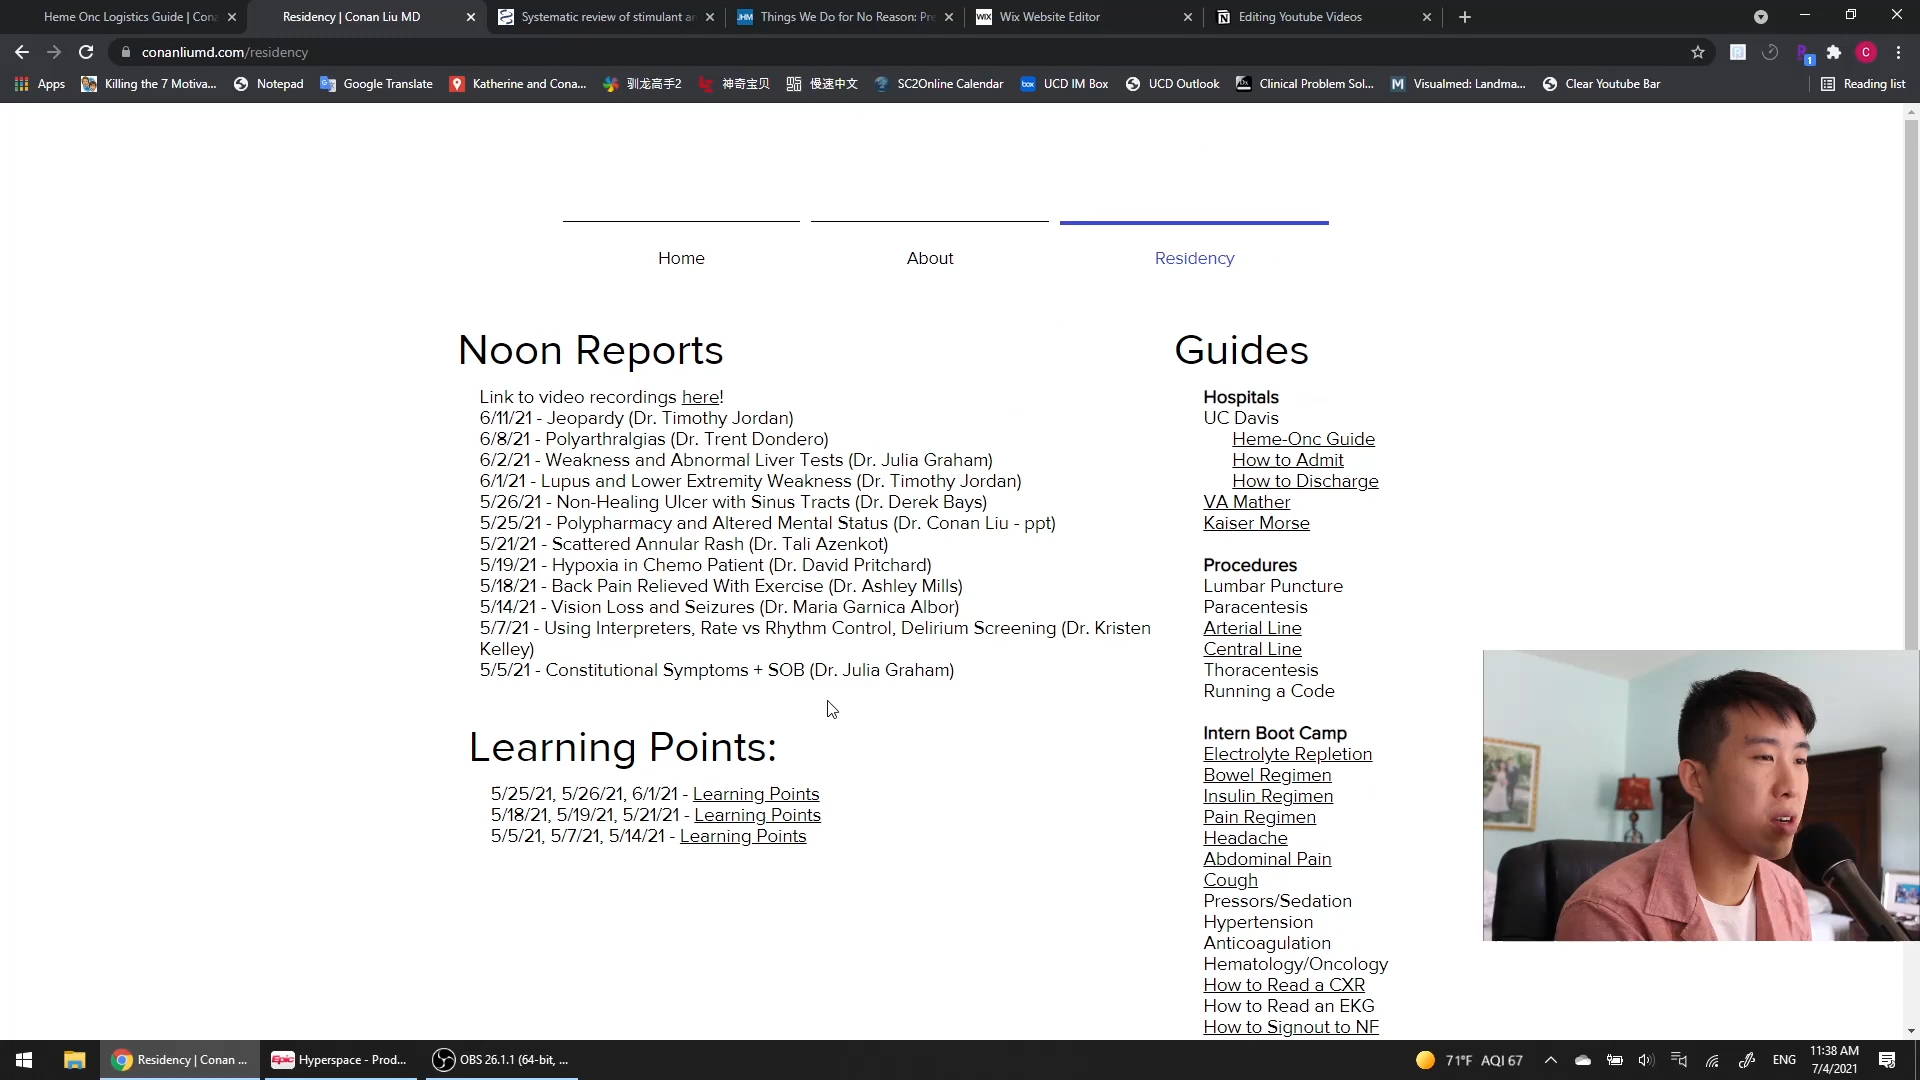 Heme Onc Logistics Guide | Cona
Residency | Conan Liu MD
Systematic review of stimulant an
JHM Things We Do for No Reason: Pre
WIX Wix Website Editor
Editing Youtube Videos
conanliumd.com/residency
C
1
Apps
Killing the 7 Motiva...
Notepad
Google Translate
Katherine and Cona...
驯龙高手2
神奇宝贝
慢速中文
SC2Online Calendar
box UCD IM Box
UCD Outlook
Clinical Problem Sol...
M Visualmed: Landma...
Clear Youtube Bar
Reading list
Home
About
Residency
Noon Reports
Link to video recordings here!
6/11/21 - Jeopardy (Dr. Timothy Jordan)
6/8/21 - Polyarthralgias (Dr. Trent Dondero)
6/2/21 - Weakness and Abnormal Liver Tests (Dr. Julia Graham)
6/1/21 - Lupus and Lower Extremity Weakness (Dr. Timothy Jordan)
5/26/21 - Non-Healing Ulcer with Sinus Tracts (Dr. Derek Bays)
5/25/21 - Polypharmacy and Altered Mental Status (Dr. Conan Liu - ppt)
5/21/21 - Scattered Annular Rash (Dr. Tali Azenkot)
5/19/21 - Hypoxia in Chemo Patient (Dr. David Pritchard)
5/18/21 - Back Pain Relieved With Exercise (Dr. Ashley Mills)
5/14/21 - Vision Loss and Seizures (Dr. Maria Garnica Albor)
5/7/21 - Using Interpreters, Rate vs Rhythm Control, Delirium Screening (Dr. Kristen
Kelley)
5/5/21 - Constitutional Symptoms + SOB (Dr. Julia Graham)
Learning Points:
5/25/21, 5/26/21, 6/1/21 - Learning Points
5/18/21, 5/19/21, 5/21/21 - Learning Points
5/5/21, 5/7/21, 5/14/21 - Learning Points
Guides
Hospitals
UC Davis
Heme-Onc Guide
How to Admit
How to Discharge
VA Mather
Kaiser Morse
Procedures
Lumbar Puncture
Paracentesis
Arterial Line
Central Line
Thoracentesis
Running a Code
Intern Boot Camp
Electrolyte Repletion
Bowel Regimen
Insulin Regimen
Pain Regimen
Headache
Abdominal Pain
Cough
Pressors/Sedation
Hypertension
Anticoagulation
Hematology/Oncology
How to Read a CXR
How to Read an EKG
How to Signout to NF
Residency | Conan ...
Epic Hyperspace - Prod...
OBS 26.1.1 (64-bit, ...
71°F AQI 67
ENG
11:38 AM
7/4/2021